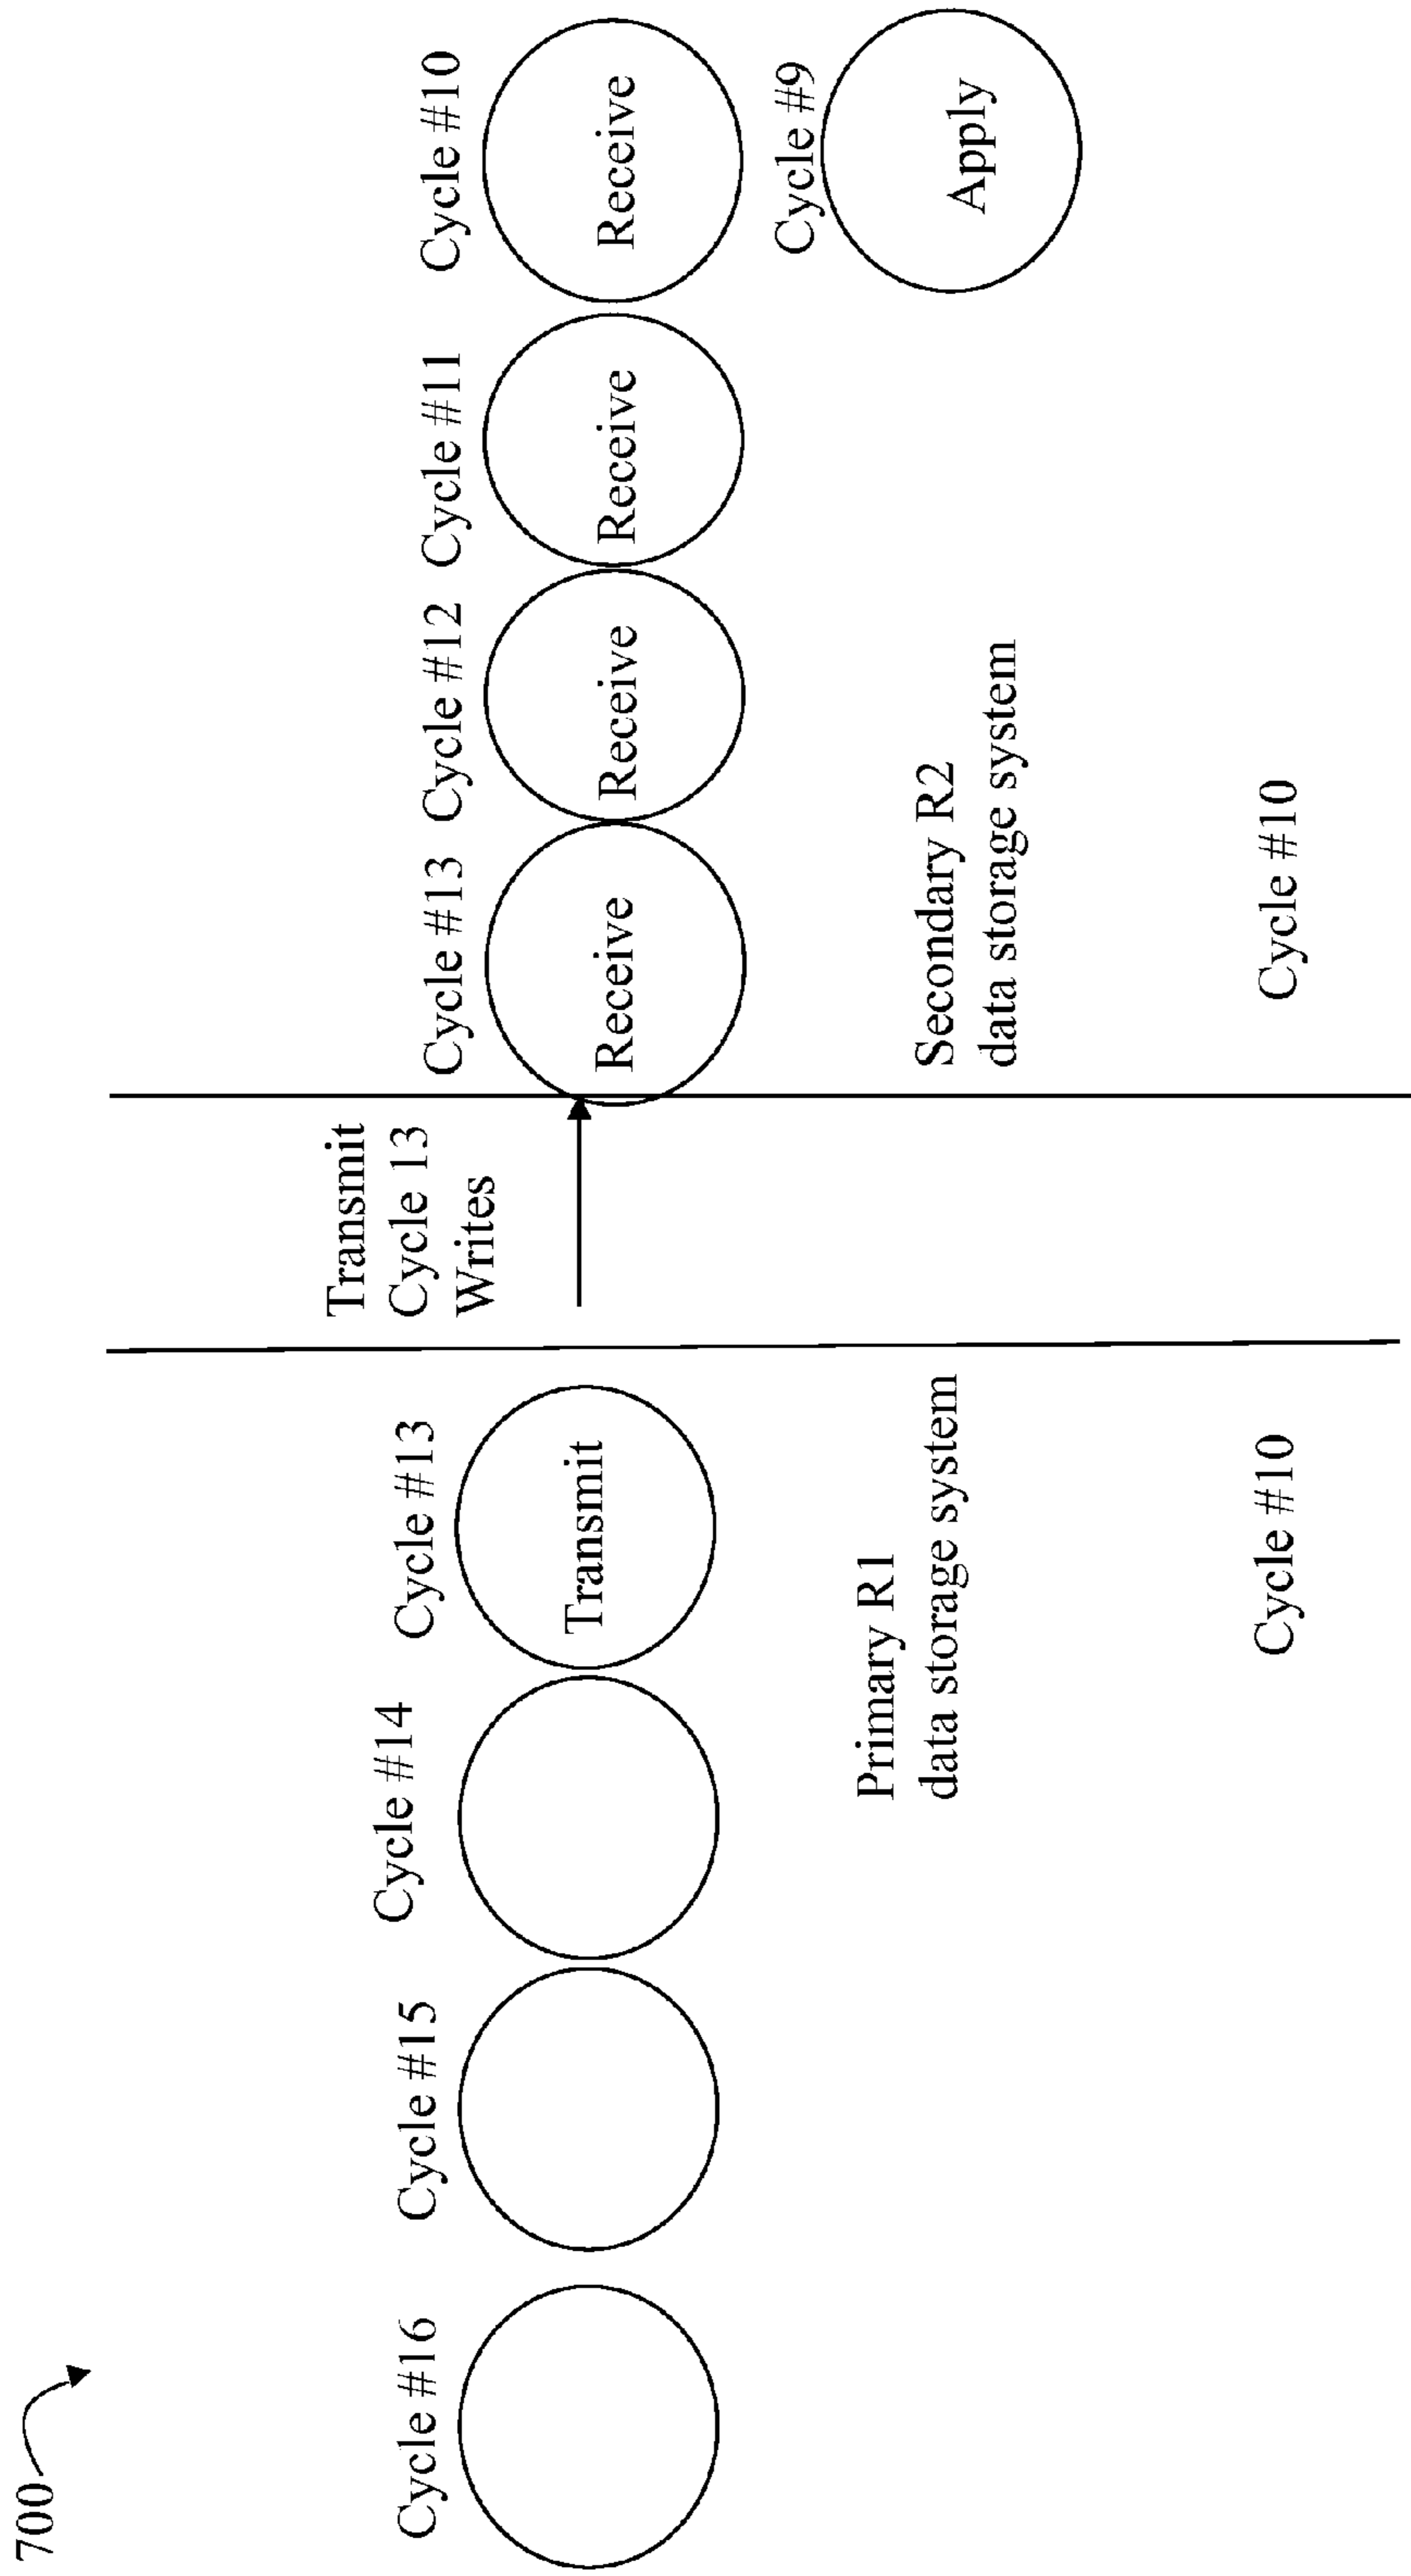 700
Transmit
Cycle 13
Writes
Cycle #16
Cycle #15
Cycle #14
Cycle #13
Cycle #13
Cycle #12
Cycle #11
Cycle #10
Transmit
Receive
Receive
Receive
Receive
Cycle #9
Apply
Primary R1
data storage system
Secondary R2
data storage system
Cycle #10
Cycle #10